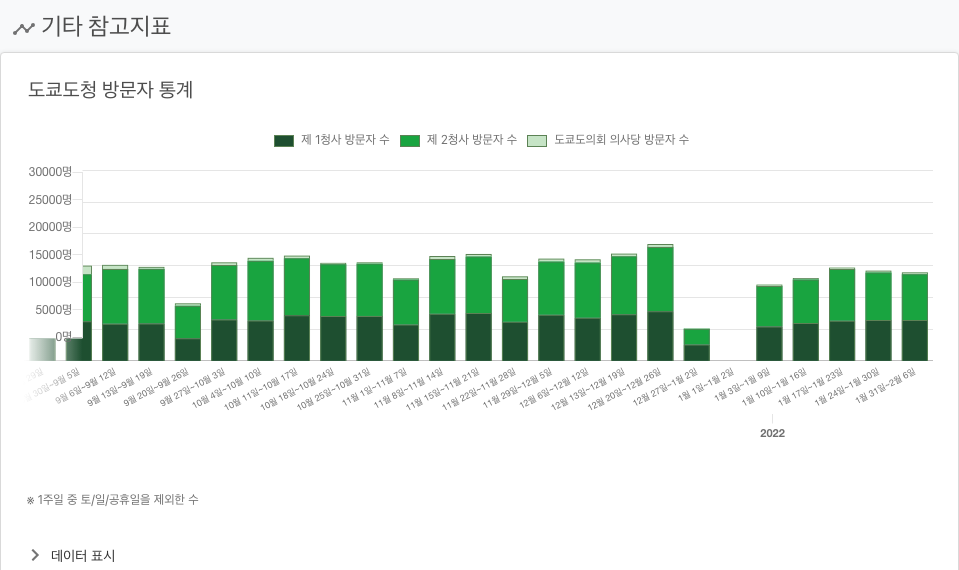 기타 참고지표
도쿄도청 방문자 통계
제 1청사 방문자 수 제 2청사 방문자 수 도쿄도의회 의사당 방문자 수
30000명
25000명
20000명
15000명
10000명
5000명
0명
9월 6일~9월 12일
9월 13일~9월 19일
9월 20일~9월 26일
9월 27일~10월 3일
10월 4일~10월 10일
10월 11일~10월 17일
10월 18일~10월 24일
10월 25일~10월 31일
11월 1일~11월 7일
11월 8일~11월 14일
11월 15일~11월 21일
11월 22일~11월 28일
11월 29일~12월 5일
12월 6일~12월 12일
12월 13일~12월 19일
12월 20일~12월 26일
12월 27일~1월 2일
1월 1일~1월 2일
1월 3일~1월 9일
1월 10일~1월 16일
1월 17일~1월 23일
1월 24일~1월 30일
1월 31일~2월 6일
2022
※ 1주일 중 토/일/공휴일을 제외한 수
데이터 표시